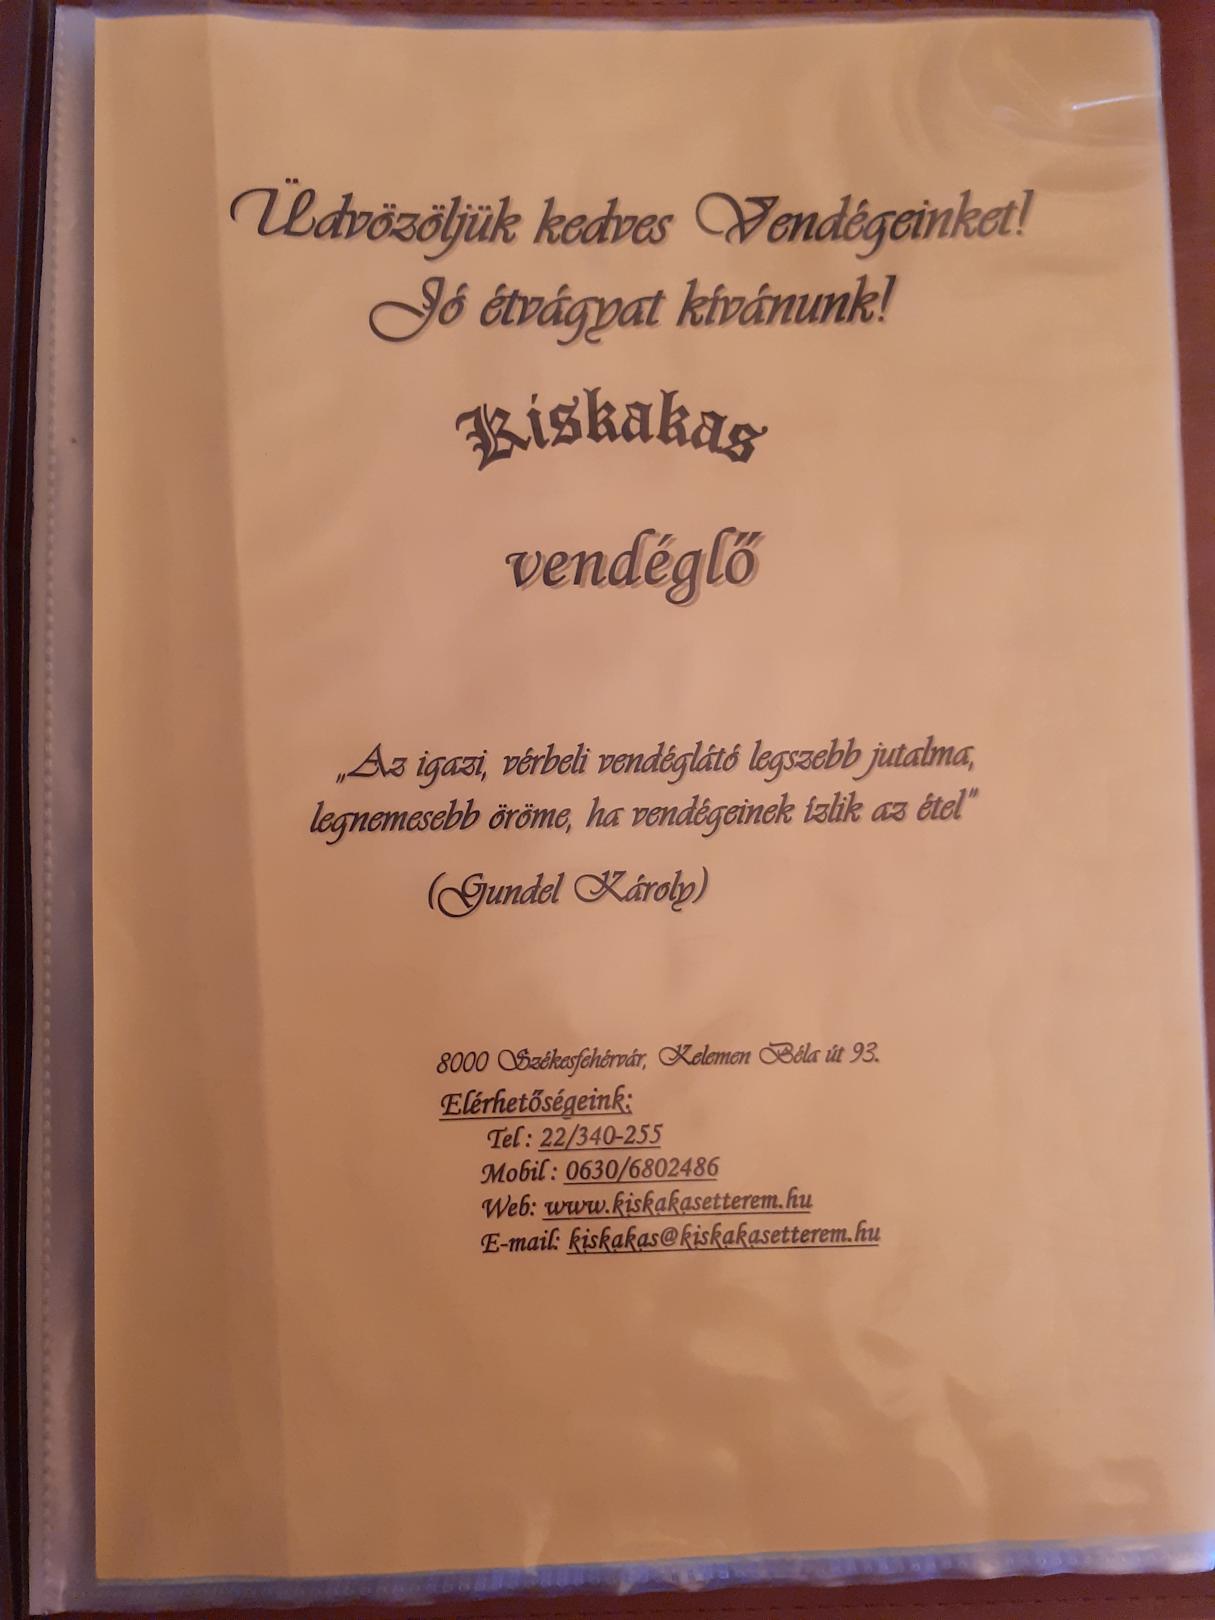 Üdvözöljük kedves Vendégeinket!
Jó étvágyat kívánunk!
Kiskakas
vendéglő
„Az igazi, vérbeli vendéglátó legszebb jutalma,
legnemesebb öröme, ha vendégeinek ízlik az étel”
(Gundel Károly)
8000 Székesfehérvár, Kelemen Béla út 93.
Elérhetőségeink:
Tel : 22/340-255
Mobil : 0630/6802486
Web: www.kiskakasetterem.hu
E-mail: kiskakas@kiskakasetterem.hu